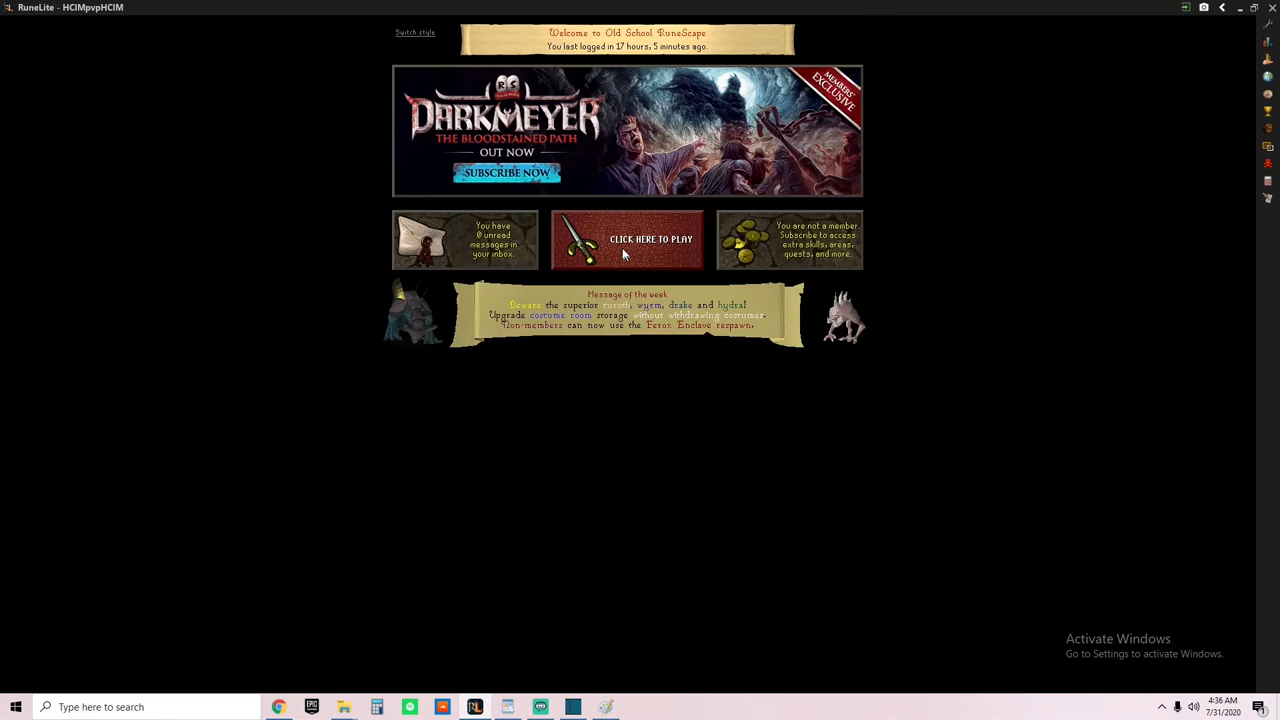 RuneLite - HCIMpvpHCIM
Switch style
Welcome to Old School RuneScape
You last logged in 17 hours, 5 minutes ago.
MEMBERS'
EXCLUSIVE
RS
DARKMEYER
THE BLOODSTAINED PATH
OUT NOW
SUBSCRIBE NOW
You have
0 unread
messages in
your inbox.
CLICK HERE TO PLAY
You are not a member.
Subscribe to access
extra skills, areas,
quests, and more.
Message of the week
Beware the superior turoth, wyrm, drake and hydra!
Upgrade costume room storage without withdrawing costumes.
Non-members can now use the Ferox Enclave respawn.
Activate Windows
Go to Settings to activate Windows.
Type here to search
EPIC
RL
4:36 AM
7/31/2020
1